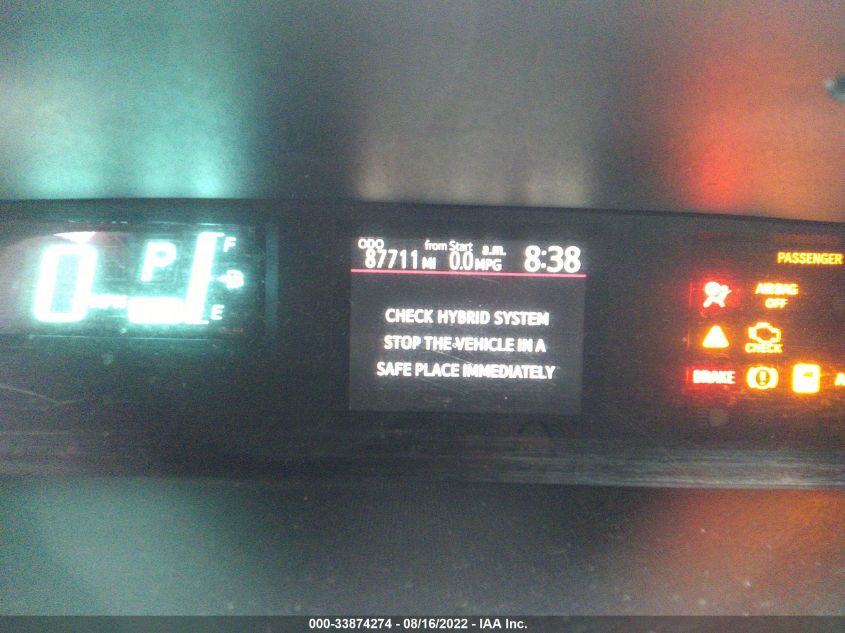 0 P F
E
ODO from Start a.m.
87711 MI 0.0 MPG 8:38
CHECK HYBRID SYSTEM
STOP THE VEHICLE IN A
SAFE PLACE IMMEDIATELY
PASSENGER
AIR BAG
OFF
CHECK
BRAKE
000-33874274 - 08/16/2022 - IAA Inc.